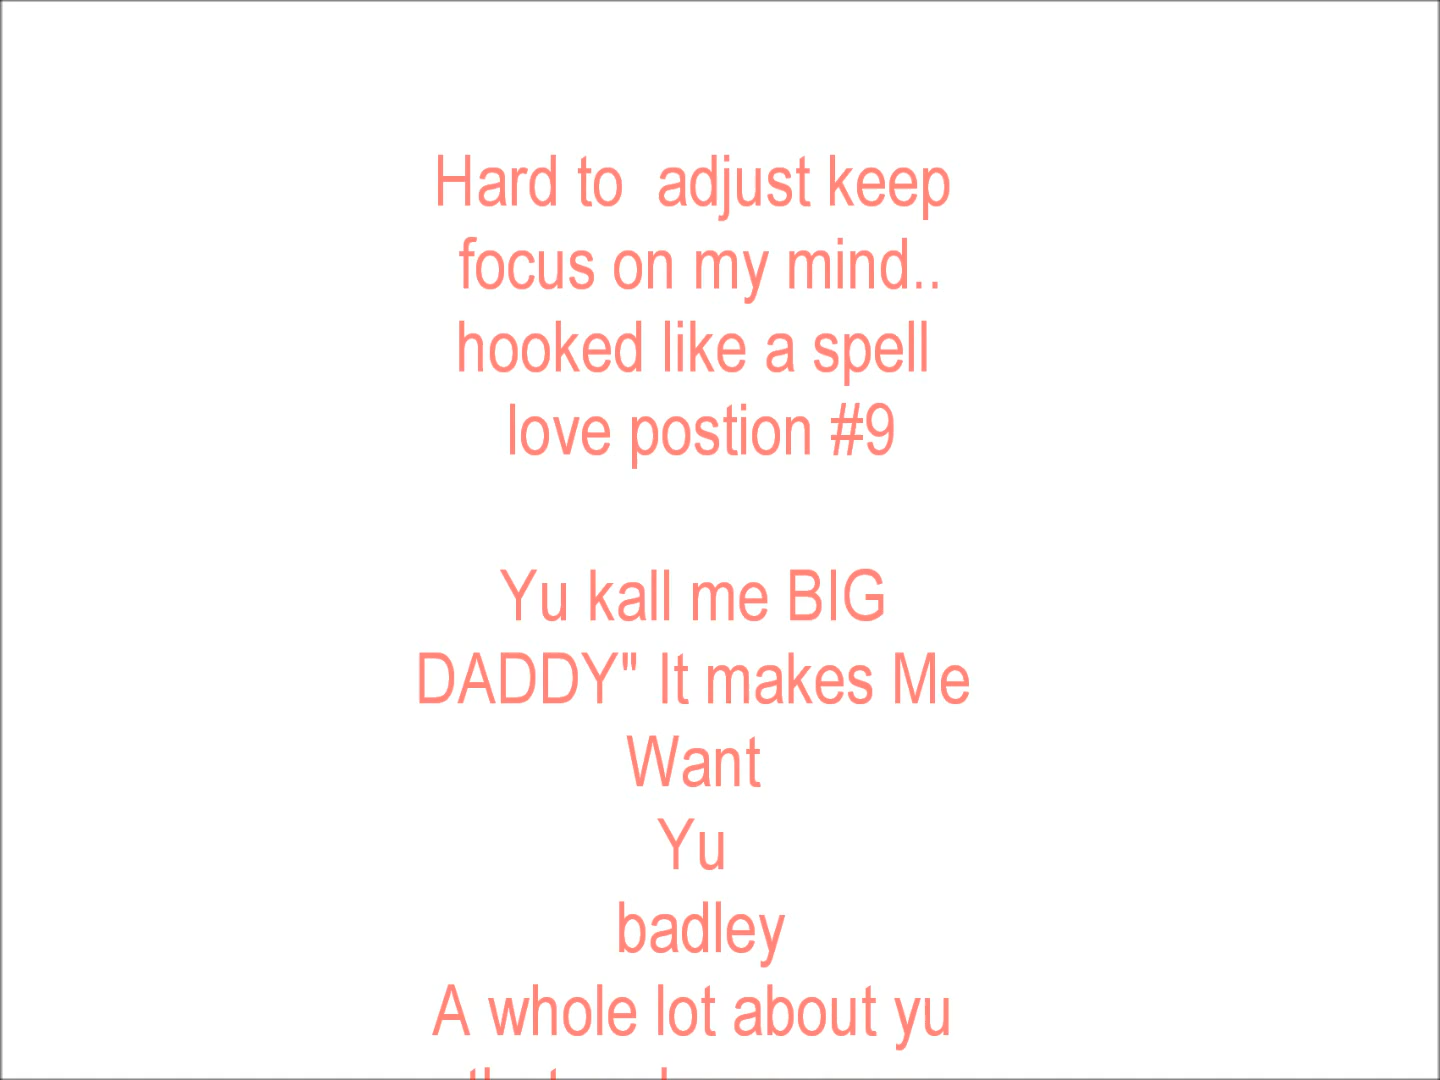 Hard to  adjust keep
focus on my mind..
hooked like a spell
love postion #9
Yu kall me BIG
DADDY" It makes Me
Want
Yu
badley
A whole lot about yu